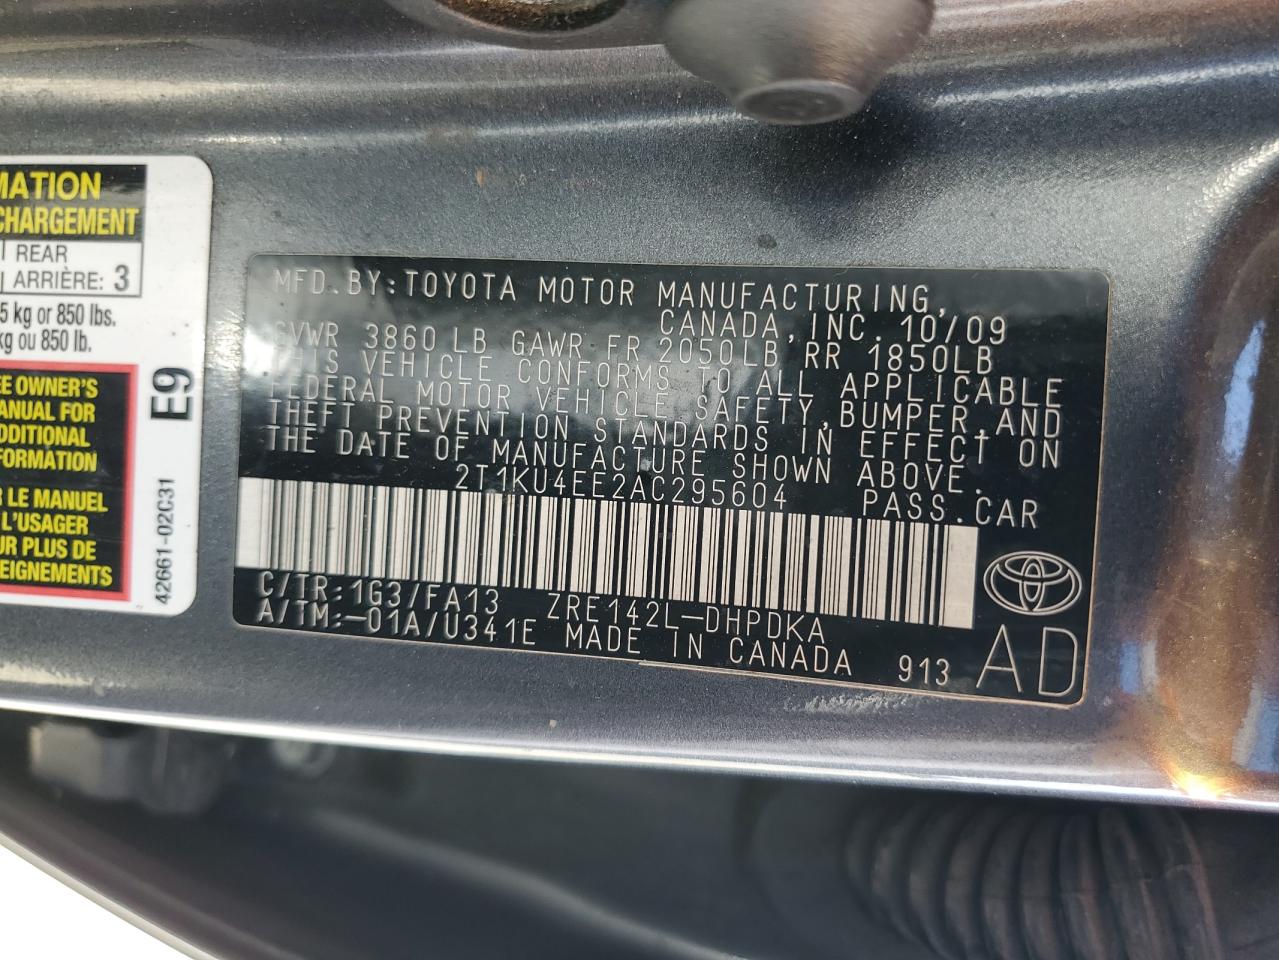 MATION
CHARGEMENT
REAR
ARRIÈRE: 3
5 kg or 850 lbs.
kg ou 850 lb.
EE OWNER'S
MANUAL FOR
DDITIONAL
FORMATION
R LE MANUEL
L'USAGER
UR PLUS DE
EIGNEMENTS
E9
42661-02C31
MFD. BY: TOYOTA MOTOR MANUFACTURING,
CANADA, INC. 10/09
GVWR 3860 LB GAWR FR 2050LB RR 1850LB
THIS VEHICLE CONFORMS TO ALL APPLICABLE
FEDERAL MOTOR VEHICLE SAFETY, BUMPER, AND
THEFT PREVENTION STANDARDS IN EFFECT ON
THE DATE OF MANUFACTURE SHOWN ABOVE.
2T1KU4EE2AC295604 PASS. CAR
C/TR: 1G3/FA13 ZRE142L-DHPDKA
A/TM: -01A/U341E MADE IN CANADA 913
AD